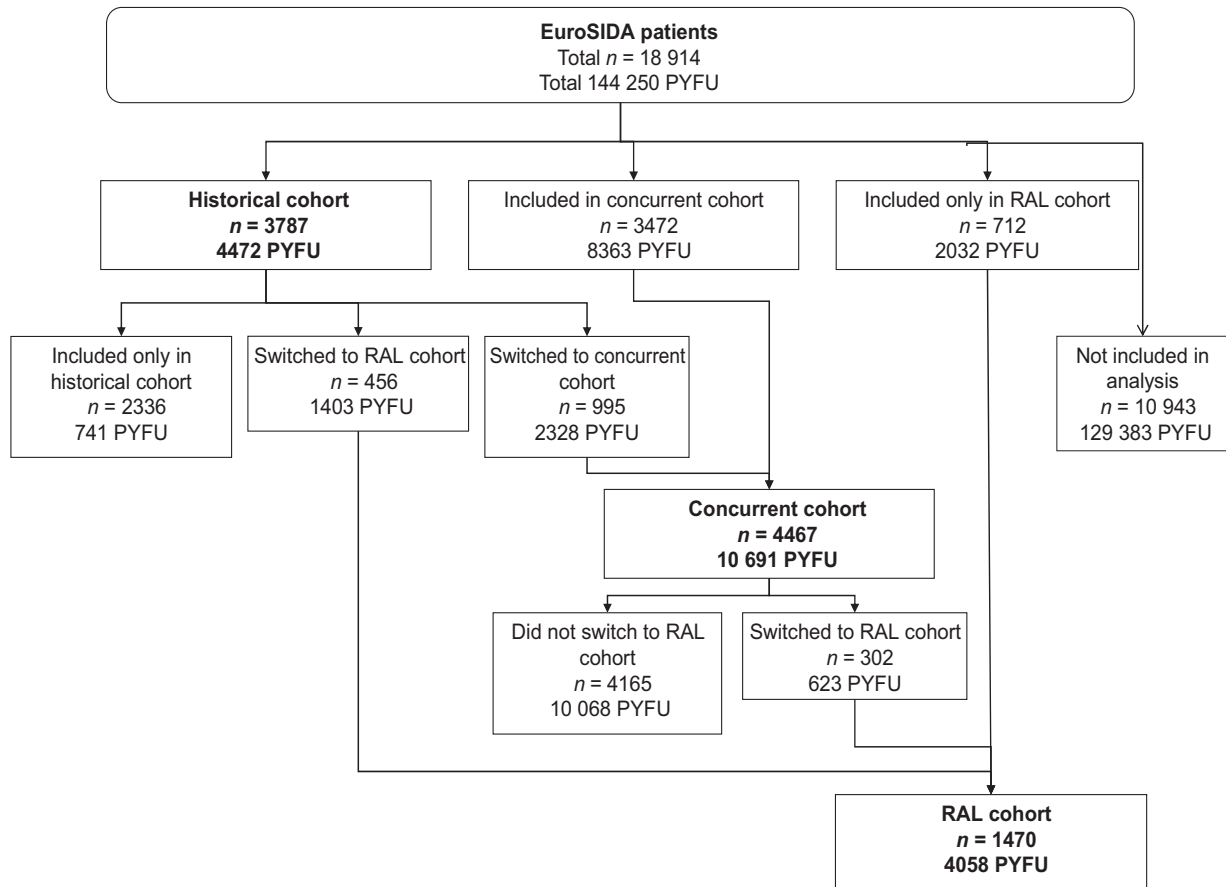 EuroSIDA patients
Total n = 18 914
Total 144 250 PYFU
Historical cohort
n = 3787
4472 PYFU
Included in concurrent cohort
n = 3472
8363 PYFU
Included only in RAL cohort
n = 712
2032 PYFU
Included only in
historical cohort
n = 2336
741 PYFU
Switched to RAL cohort
n = 456
1403 PYFU
Switched to concurrent
cohort
n = 995
2328 PYFU
Not included in
analysis
n = 10 943
129 383 PYFU
Concurrent cohort
n = 4467
10 691 PYFU
Did not switch to RAL
cohort
n = 4165
10 068 PYFU
Switched to RAL cohort
n = 302
623 PYFU
RAL cohort
n = 1470
4058 PYFU